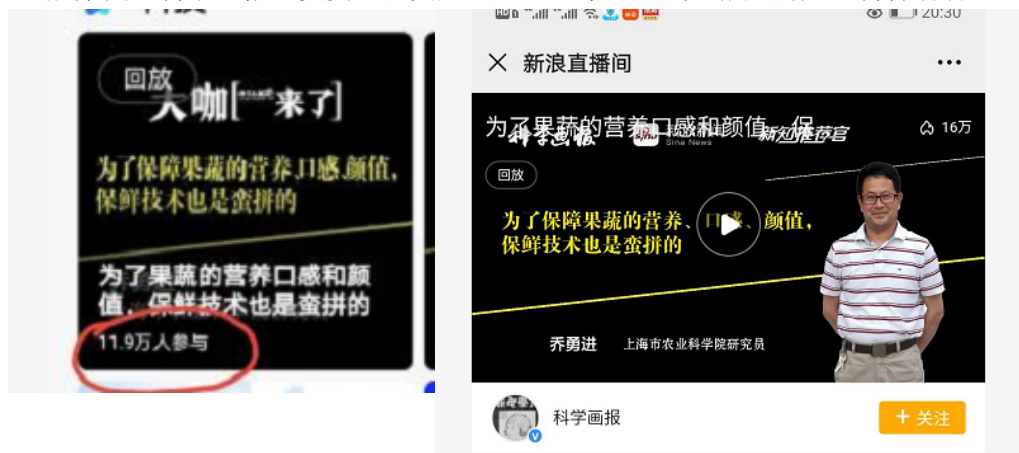 回放
大咖[来了]
为了保障果蔬的营养、口感、颜值，
保鲜技术也是蛮拼的
为了果蔬的营养口感和颜
值，保鲜技术也是蛮拼的
11.9万人参与
20:30
新浪直播间
为了果蔬的营养口感和颜值，保
科学画报
Sina News
新知推荐官
16万
回放
为了保障果蔬的营养、口感、颜值，
保鲜技术也是蛮拼的
乔勇进 上海市农业科学院研究员
科学画报
+ 关注